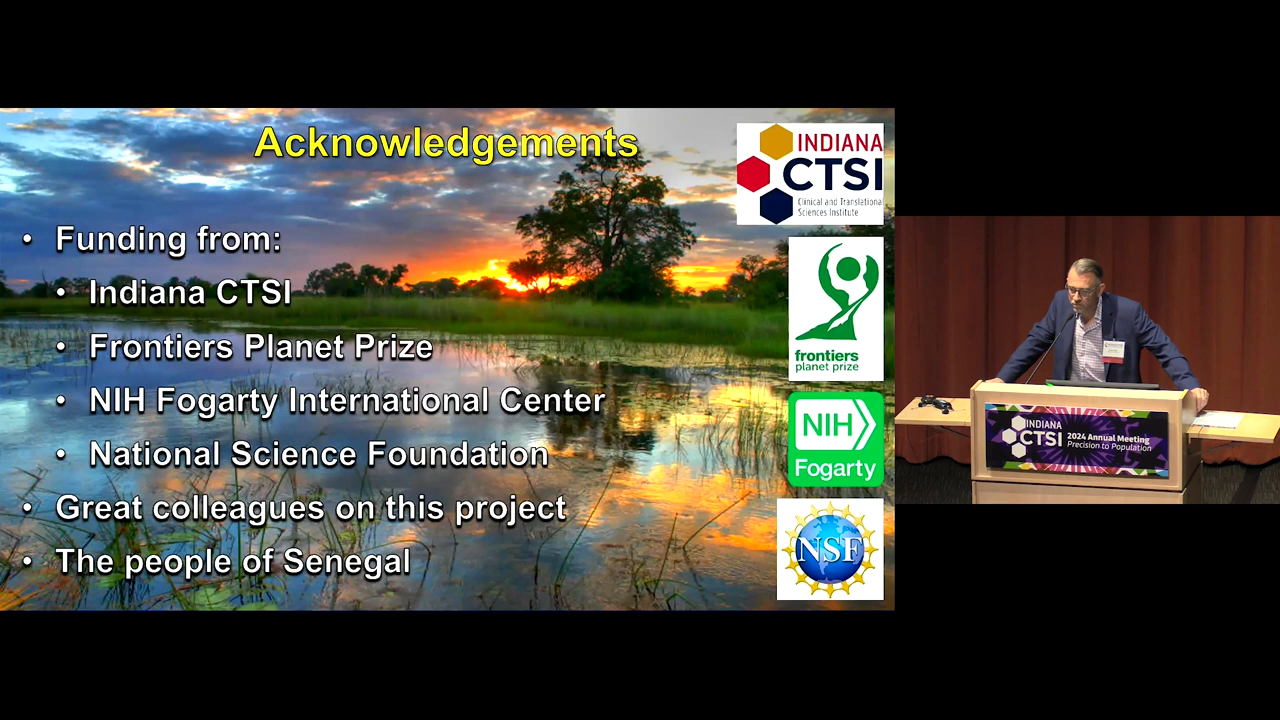 Acknowledgements
• Funding from:
• Indiana CTSI
• Frontiers Planet Prize
• NIH Fogarty International Center
• National Science Foundation
• Great colleagues on this project
• The people of Senegal
INDIANA
CTSI
Clinical and Translational
Sciences Institute
frontiers
planet prize
NIH
Fogarty
NSF
INDIANA
CTSI
2024 Annual Meeting
Precision to Population